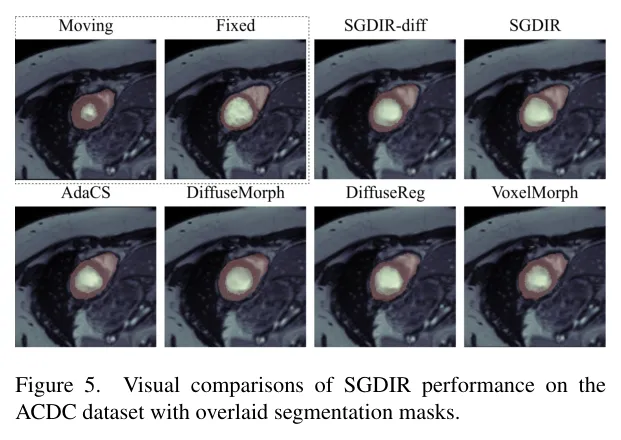 Moving Fixed SGDIR-diff SGDIR
AdaCS DiffuseMorph DiffuseReg VoxelMorph
Figure 5. Visual comparisons of SGDIR performance on the
ACDC dataset with overlaid segmentation masks.